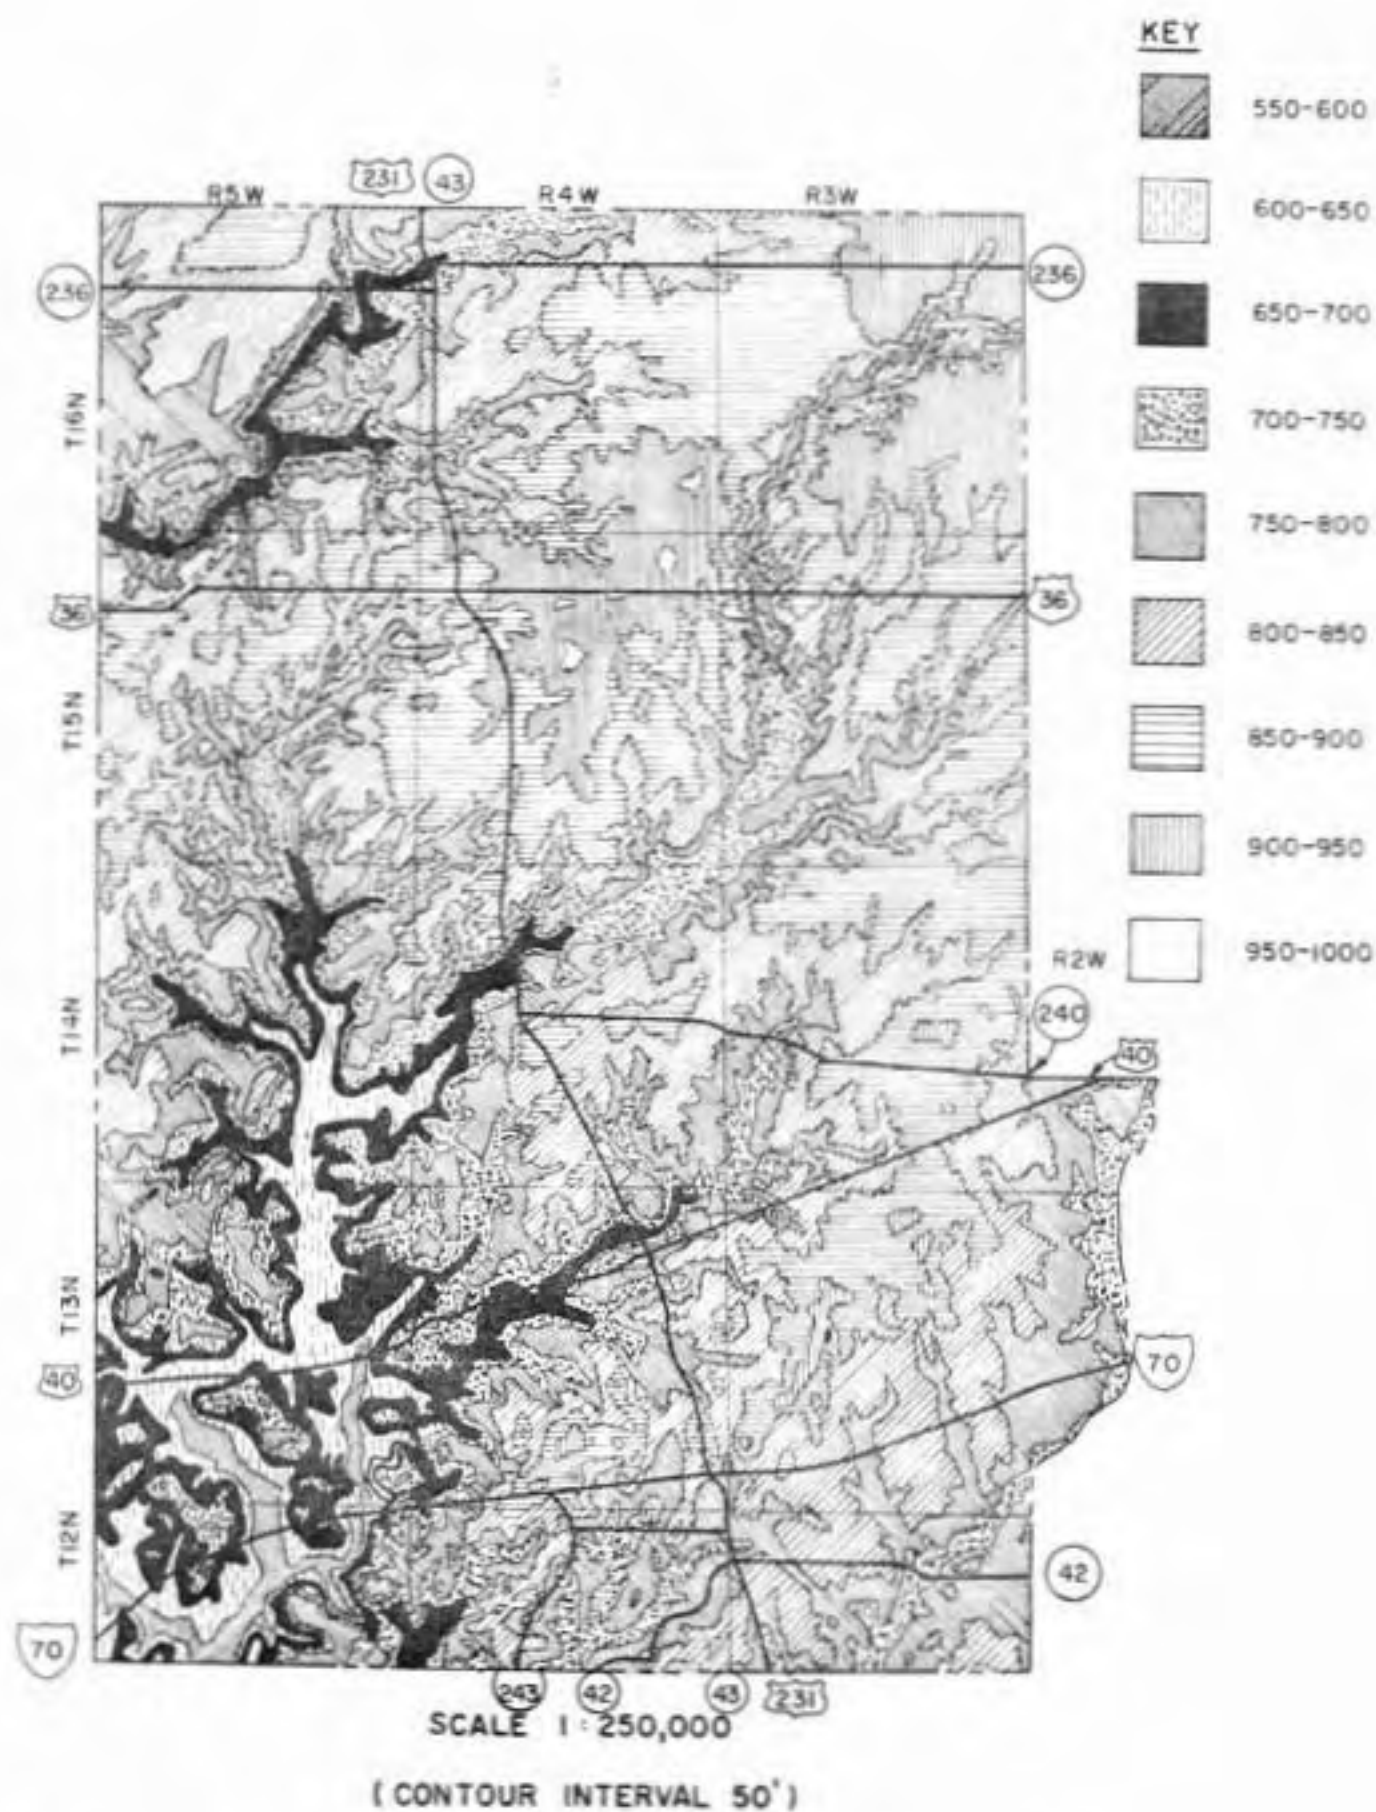 KEY
550-600
600-650
650-700
700-750
750-800
800-850
850-900
900-950
950-1000
231 43
R5W R4W R3W
236 236
T16N
36 36
T15N
R2W
T14N
240
40
T13N
40
70
T12N
42
70
243 42 43 231
SCALE 1:250,000
(CONTOUR INTERVAL 50')